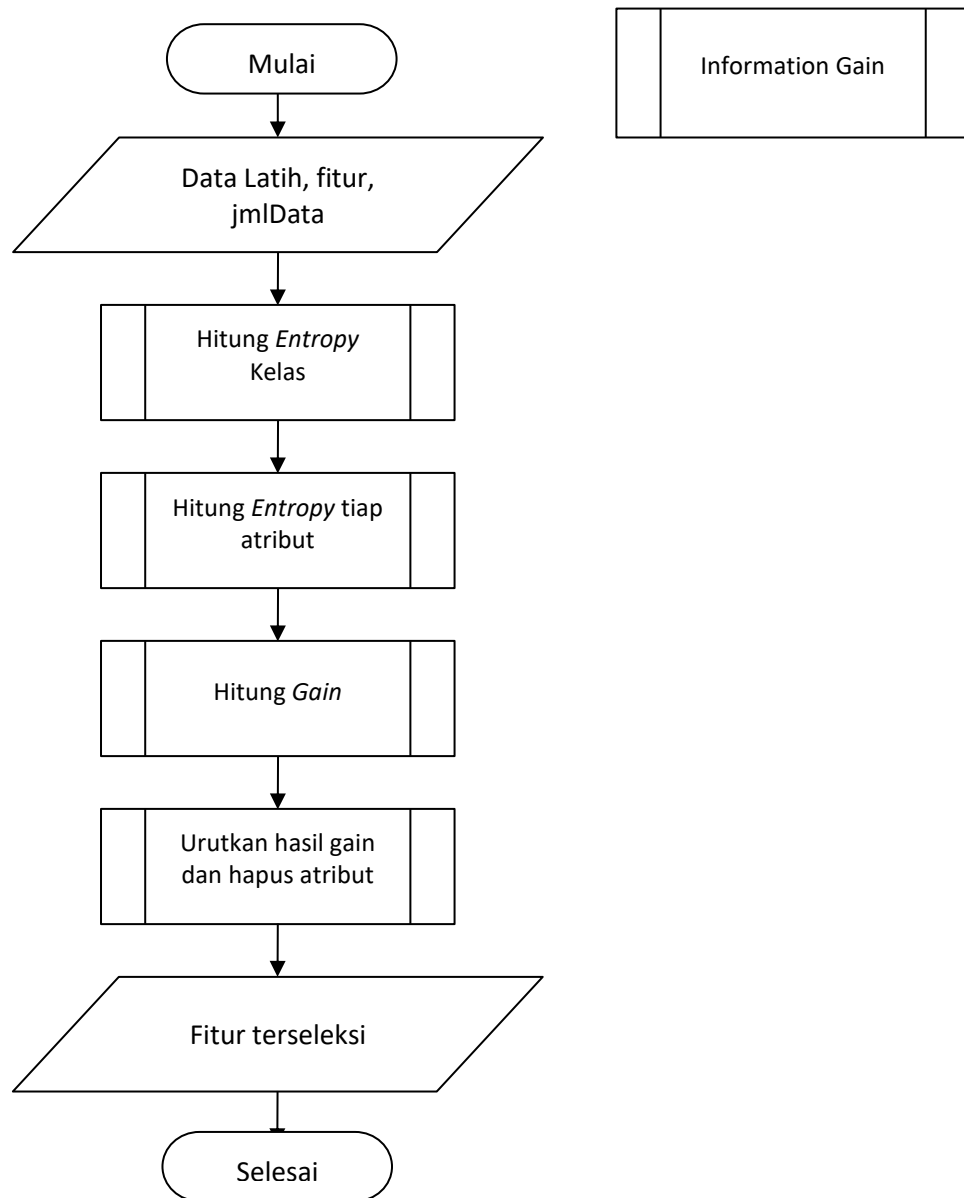 Mulai
Information Gain
Data Latih, fitur,
jmlData
Hitung Entropy
Kelas
Hitung Entropy tiap
atribut
Hitung Gain
Urutkan hasil gain
dan hapus atribut
Fitur terseleksi
Selesai